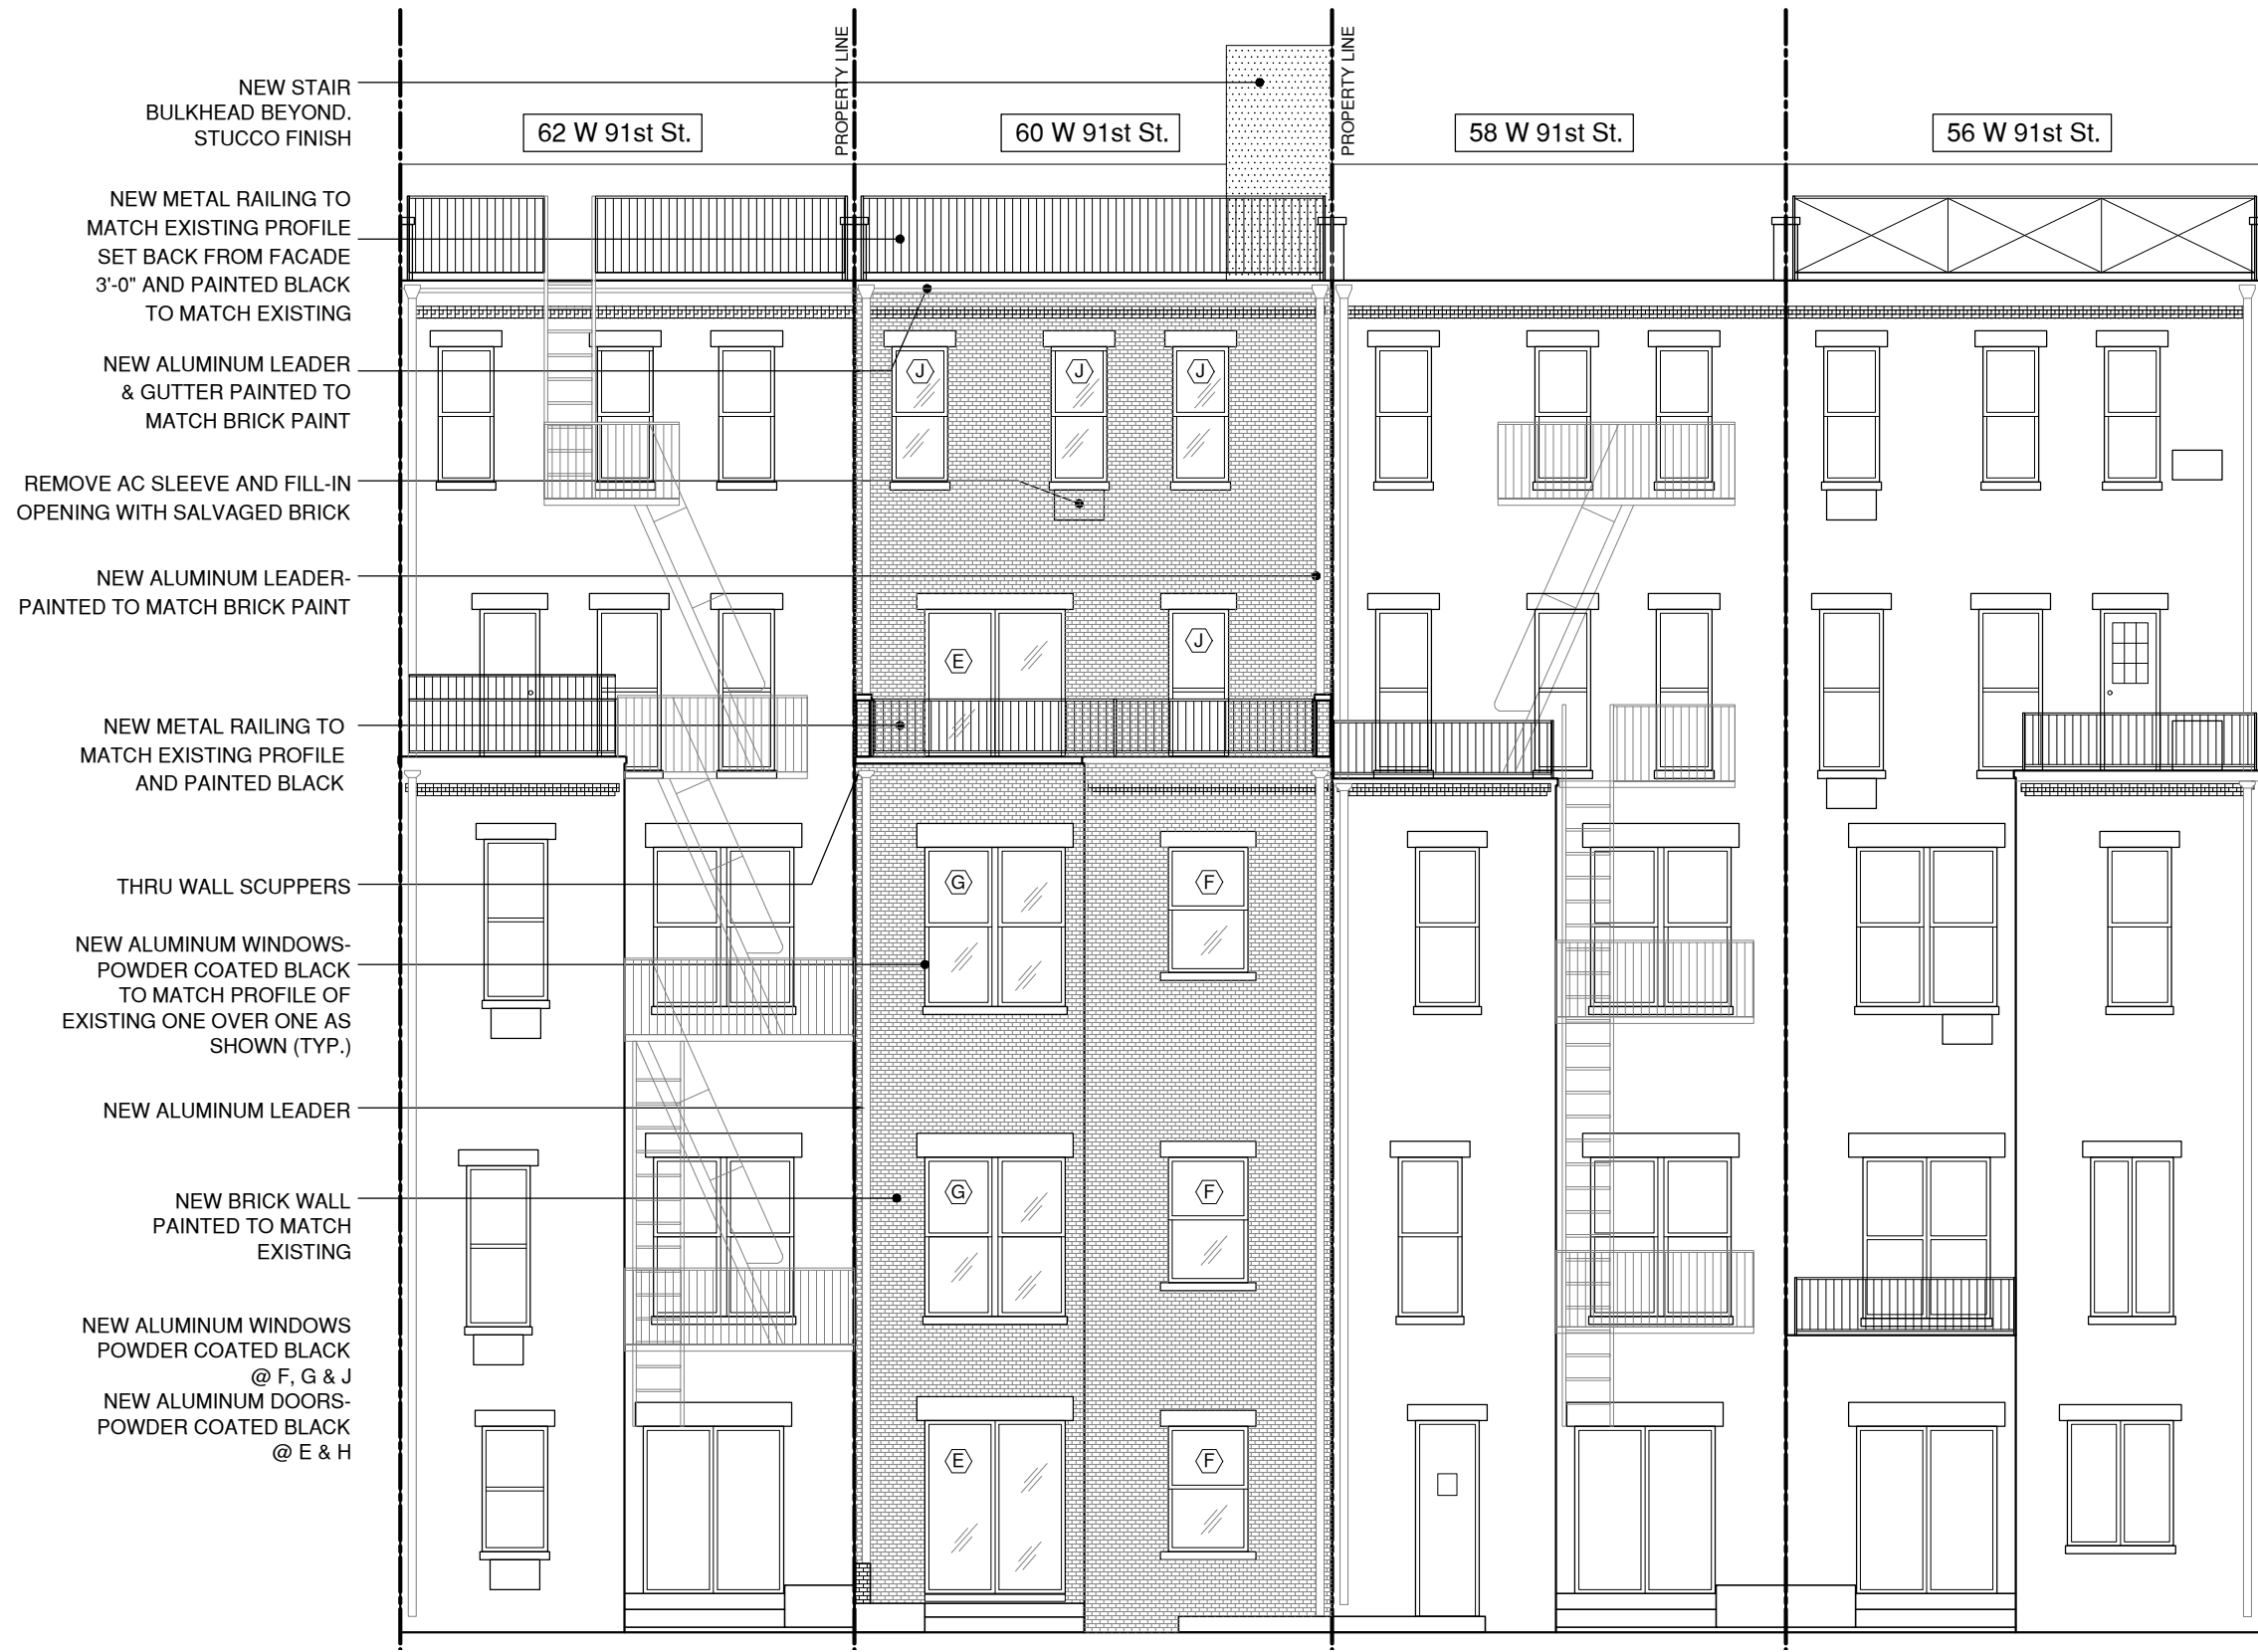 PROPERTY LINE
PROPERTY LINE
62 W 91st St.
60 W 91st St.
58 W 91st St.
56 W 91st St.
NEW STAIR
BULKHEAD BEYOND.
STUCCO FINISH
NEW METAL RAILING TO
MATCH EXISTING PROFILE
SET BACK FROM FACADE
3'-0" AND PAINTED BLACK
TO MATCH EXISTING
NEW ALUMINUM LEADER
& GUTTER PAINTED TO
MATCH BRICK PAINT
REMOVE AC SLEEVE AND FILL-IN
OPENING WITH SALVAGED BRICK
NEW ALUMINUM LEADER-
PAINTED TO MATCH BRICK PAINT
NEW METAL RAILING TO
MATCH EXISTING PROFILE
AND PAINTED BLACK
THRU WALL SCUPPERS
NEW ALUMINUM WINDOWS-
POWDER COATED BLACK
TO MATCH PROFILE OF
EXISTING ONE OVER ONE AS
SHOWN (TYP.)
NEW ALUMINUM LEADER
NEW BRICK WALL
PAINTED TO MATCH
EXISTING
NEW ALUMINUM WINDOWS
POWDER COATED BLACK
@ F, G & J
NEW ALUMINUM DOORS-
POWDER COATED BLACK
@ E & H
J
J
J
E
J
G
F
G
F
E
F